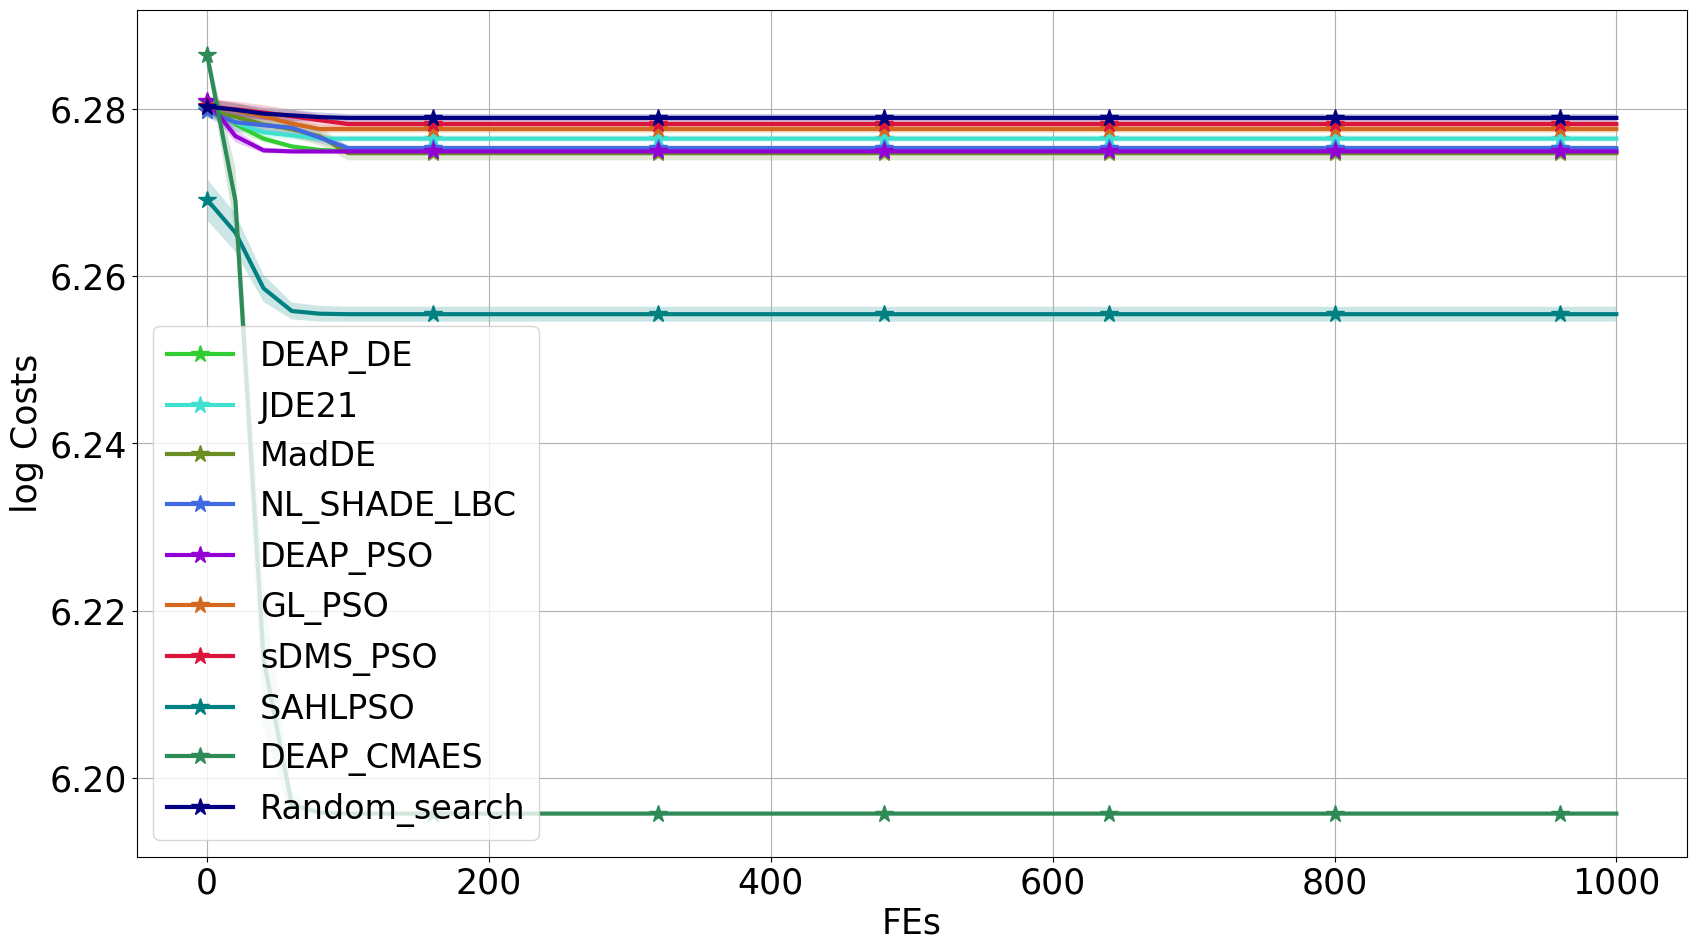 log Costs
6.28
6.26
6.24
6.22
6.20
DEAP_DE
JDE21
MadDE
NL_SHADE_LBC
DEAP_PSO
GL_PSO
sDMS_PSO
SAHLPSO
DEAP_CMAES
Random_search
0 200 400 600 800 1000
FEs